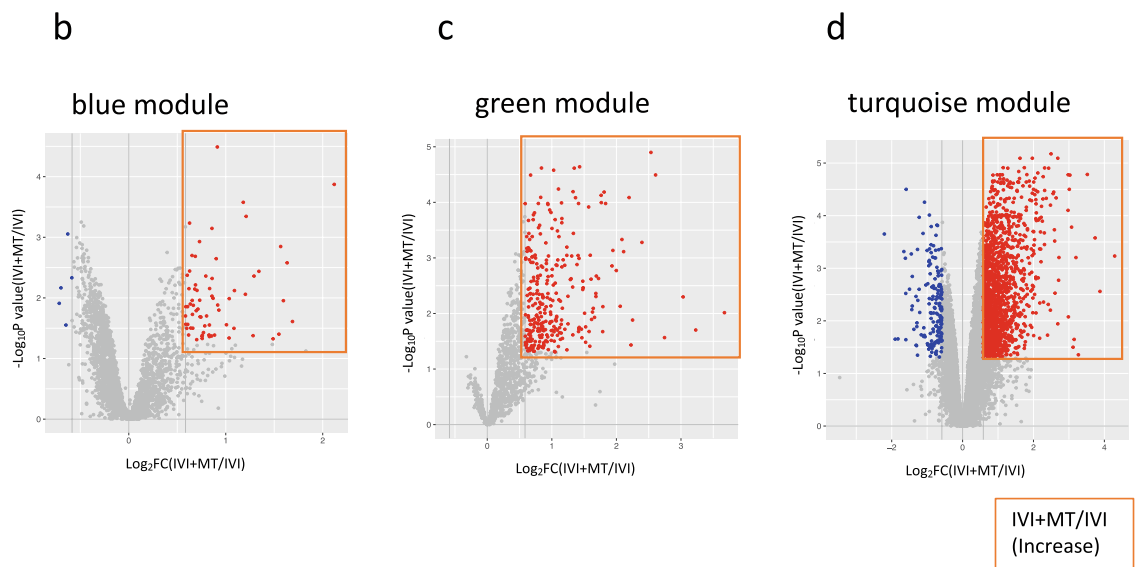 b
c
d
blue module
green module
turquoise module
-Log₁₀P value(IVI+MT/IVI)
4
3
2
1
0
0
1
2
Log₂FC(IVI+MT/IVI)
-Log₁₀P value(IVI+MT/IVI)
5
4
3
2
1
0
0
1
2
3
Log₂FC(IVI+MT/IVI)
-Log₁₀P value(IVI+MT/IVI)
5
4
3
2
1
0
−2
0
2
4
Log₂FC(IVI+MT/IVI)
IVI+MT/IVI
(Increase)